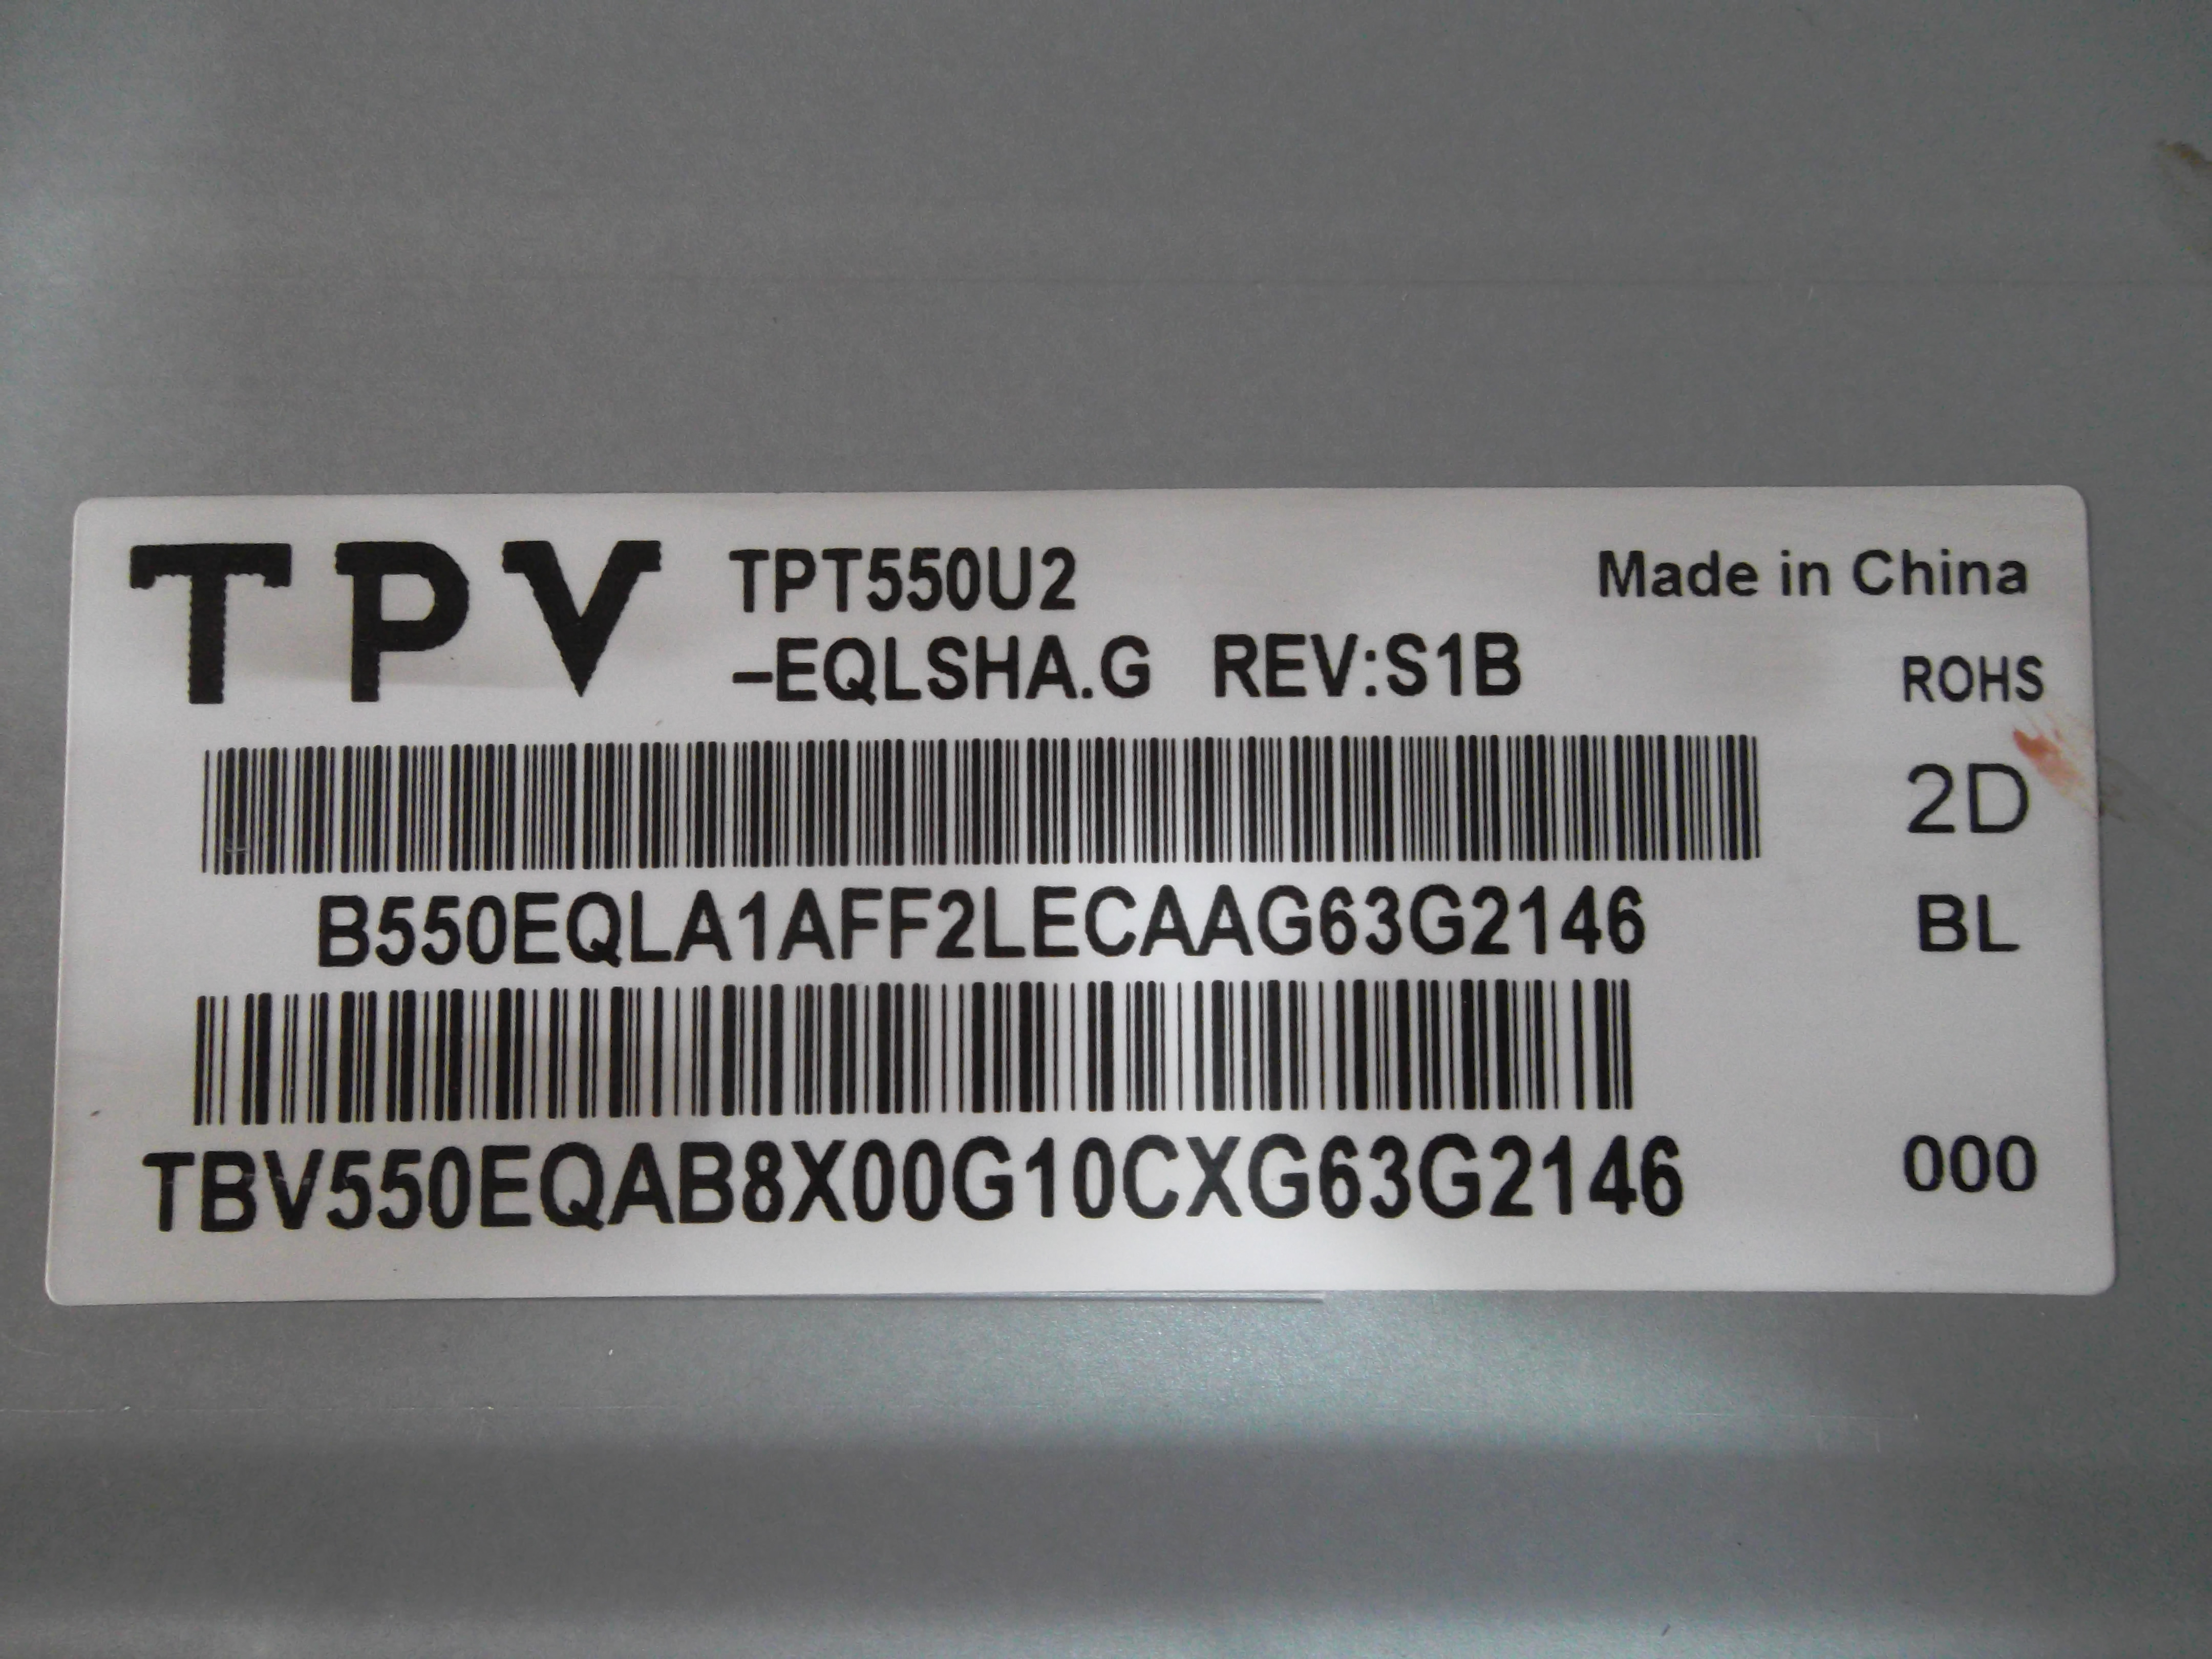 TPV TPT550U2 Made in China
–EQLSHA.G REV:S1B ROHS
2D
B550EQLA1AFF2LECAAG63G2146 BL
TBV550EQAB8X00G10CXG63G2146 000